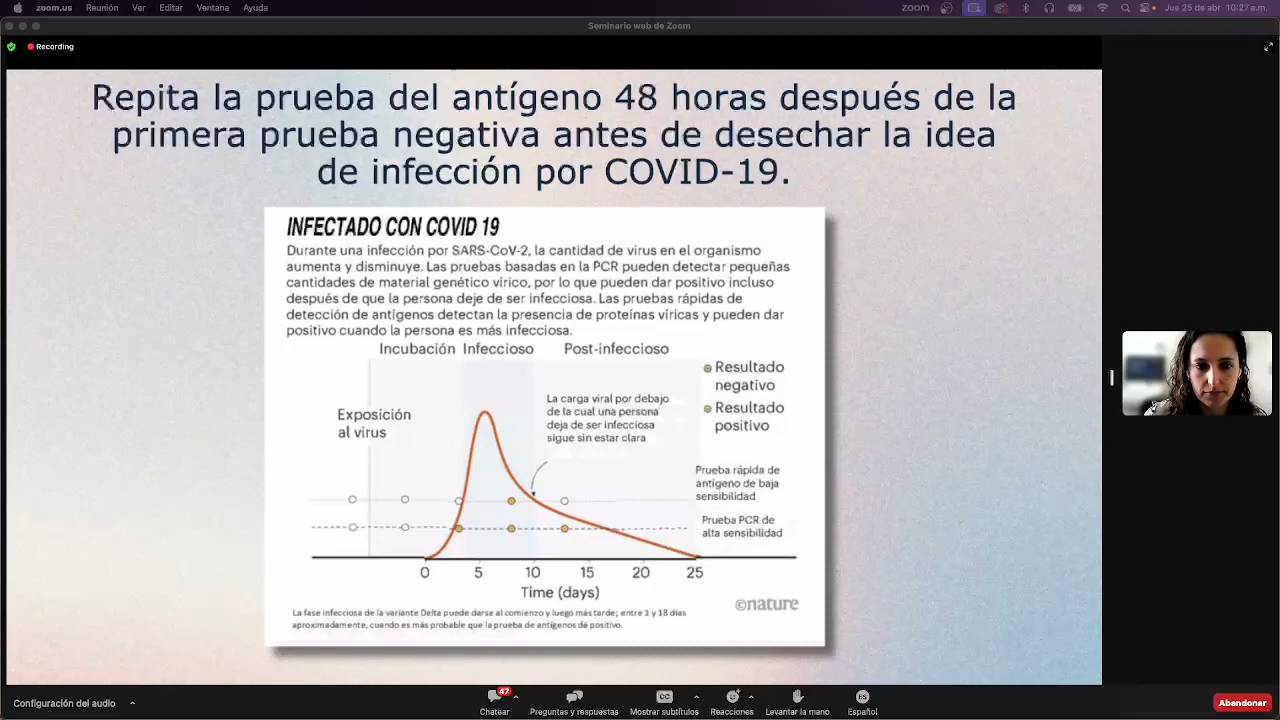 zoom.us Reunión Ver Editar Ventana Ayuda
zoom
Jue 25 de abr 10:27 a.m.
Seminario web de Zoom
Recording
Repita la prueba del antígeno 48 horas después de la
primera prueba negativa antes de desechar la idea
de infección por COVID-19.
INFECTADO CON COVID 19
Durante una infección por SARS-CoV-2, la cantidad de virus en el organismo
aumenta y disminuye. Las pruebas basadas en la PCR pueden detectar pequeñas
cantidades de material genético vírico, por lo que pueden dar positivo incluso
después de que la persona deje de ser infecciosa. Las pruebas rápidas de
detección de antígenos detectan la presencia de proteínas víricas y pueden dar
positivo cuando la persona es más infecciosa.
Incubación Infeccioso Post-infeccioso
Resultado
negativo
Resultado
positivo
Exposición
al virus
La carga viral por debajo
de la cual una persona
deja de ser infecciosa
sigue sin estar clara
Prueba rápida de
antígeno de baja
sensibilidad
Prueba PCR de
alta sensibilidad
0 5 10 15 20 25
Time (days)
©nature
La fase infecciosa de la variante Delta puede darse al comienzo y luego más tarde; entre 3 y 18 días
aproximadamente, cuando es más probable que la prueba de antígenos dé positivo.
Configuración del audio
47
CC
ES
Chatear
Preguntas y respuestas
Mostrar subtítulos
Reacciones
Levantar la mano
Español
Abandonar